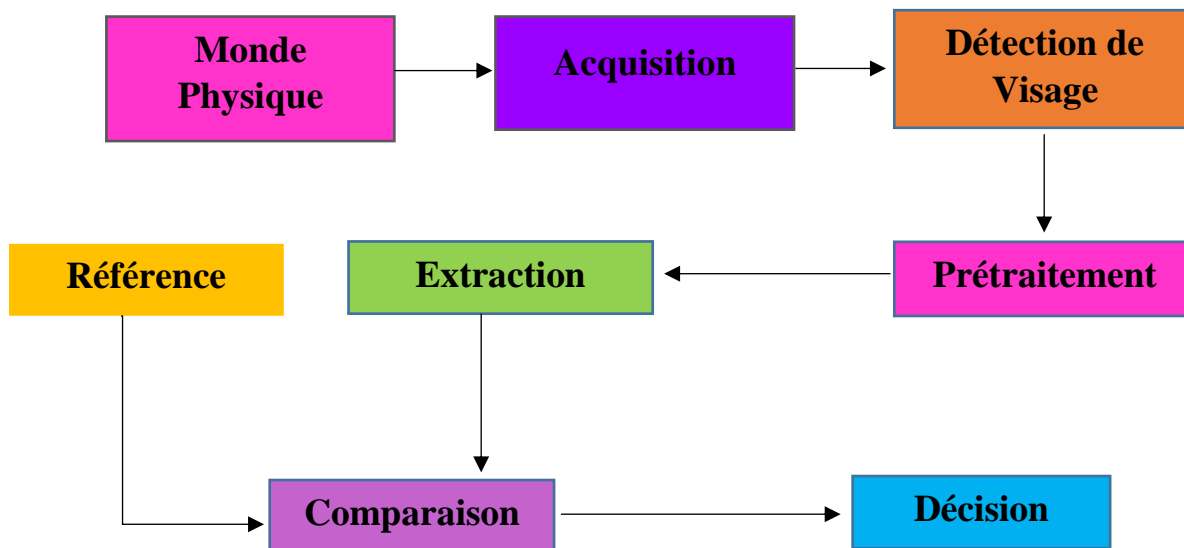 Monde
Physique
Acquisition
Détection de
Visage
Référence
Extraction
Prétraitement
Comparaison
Décision